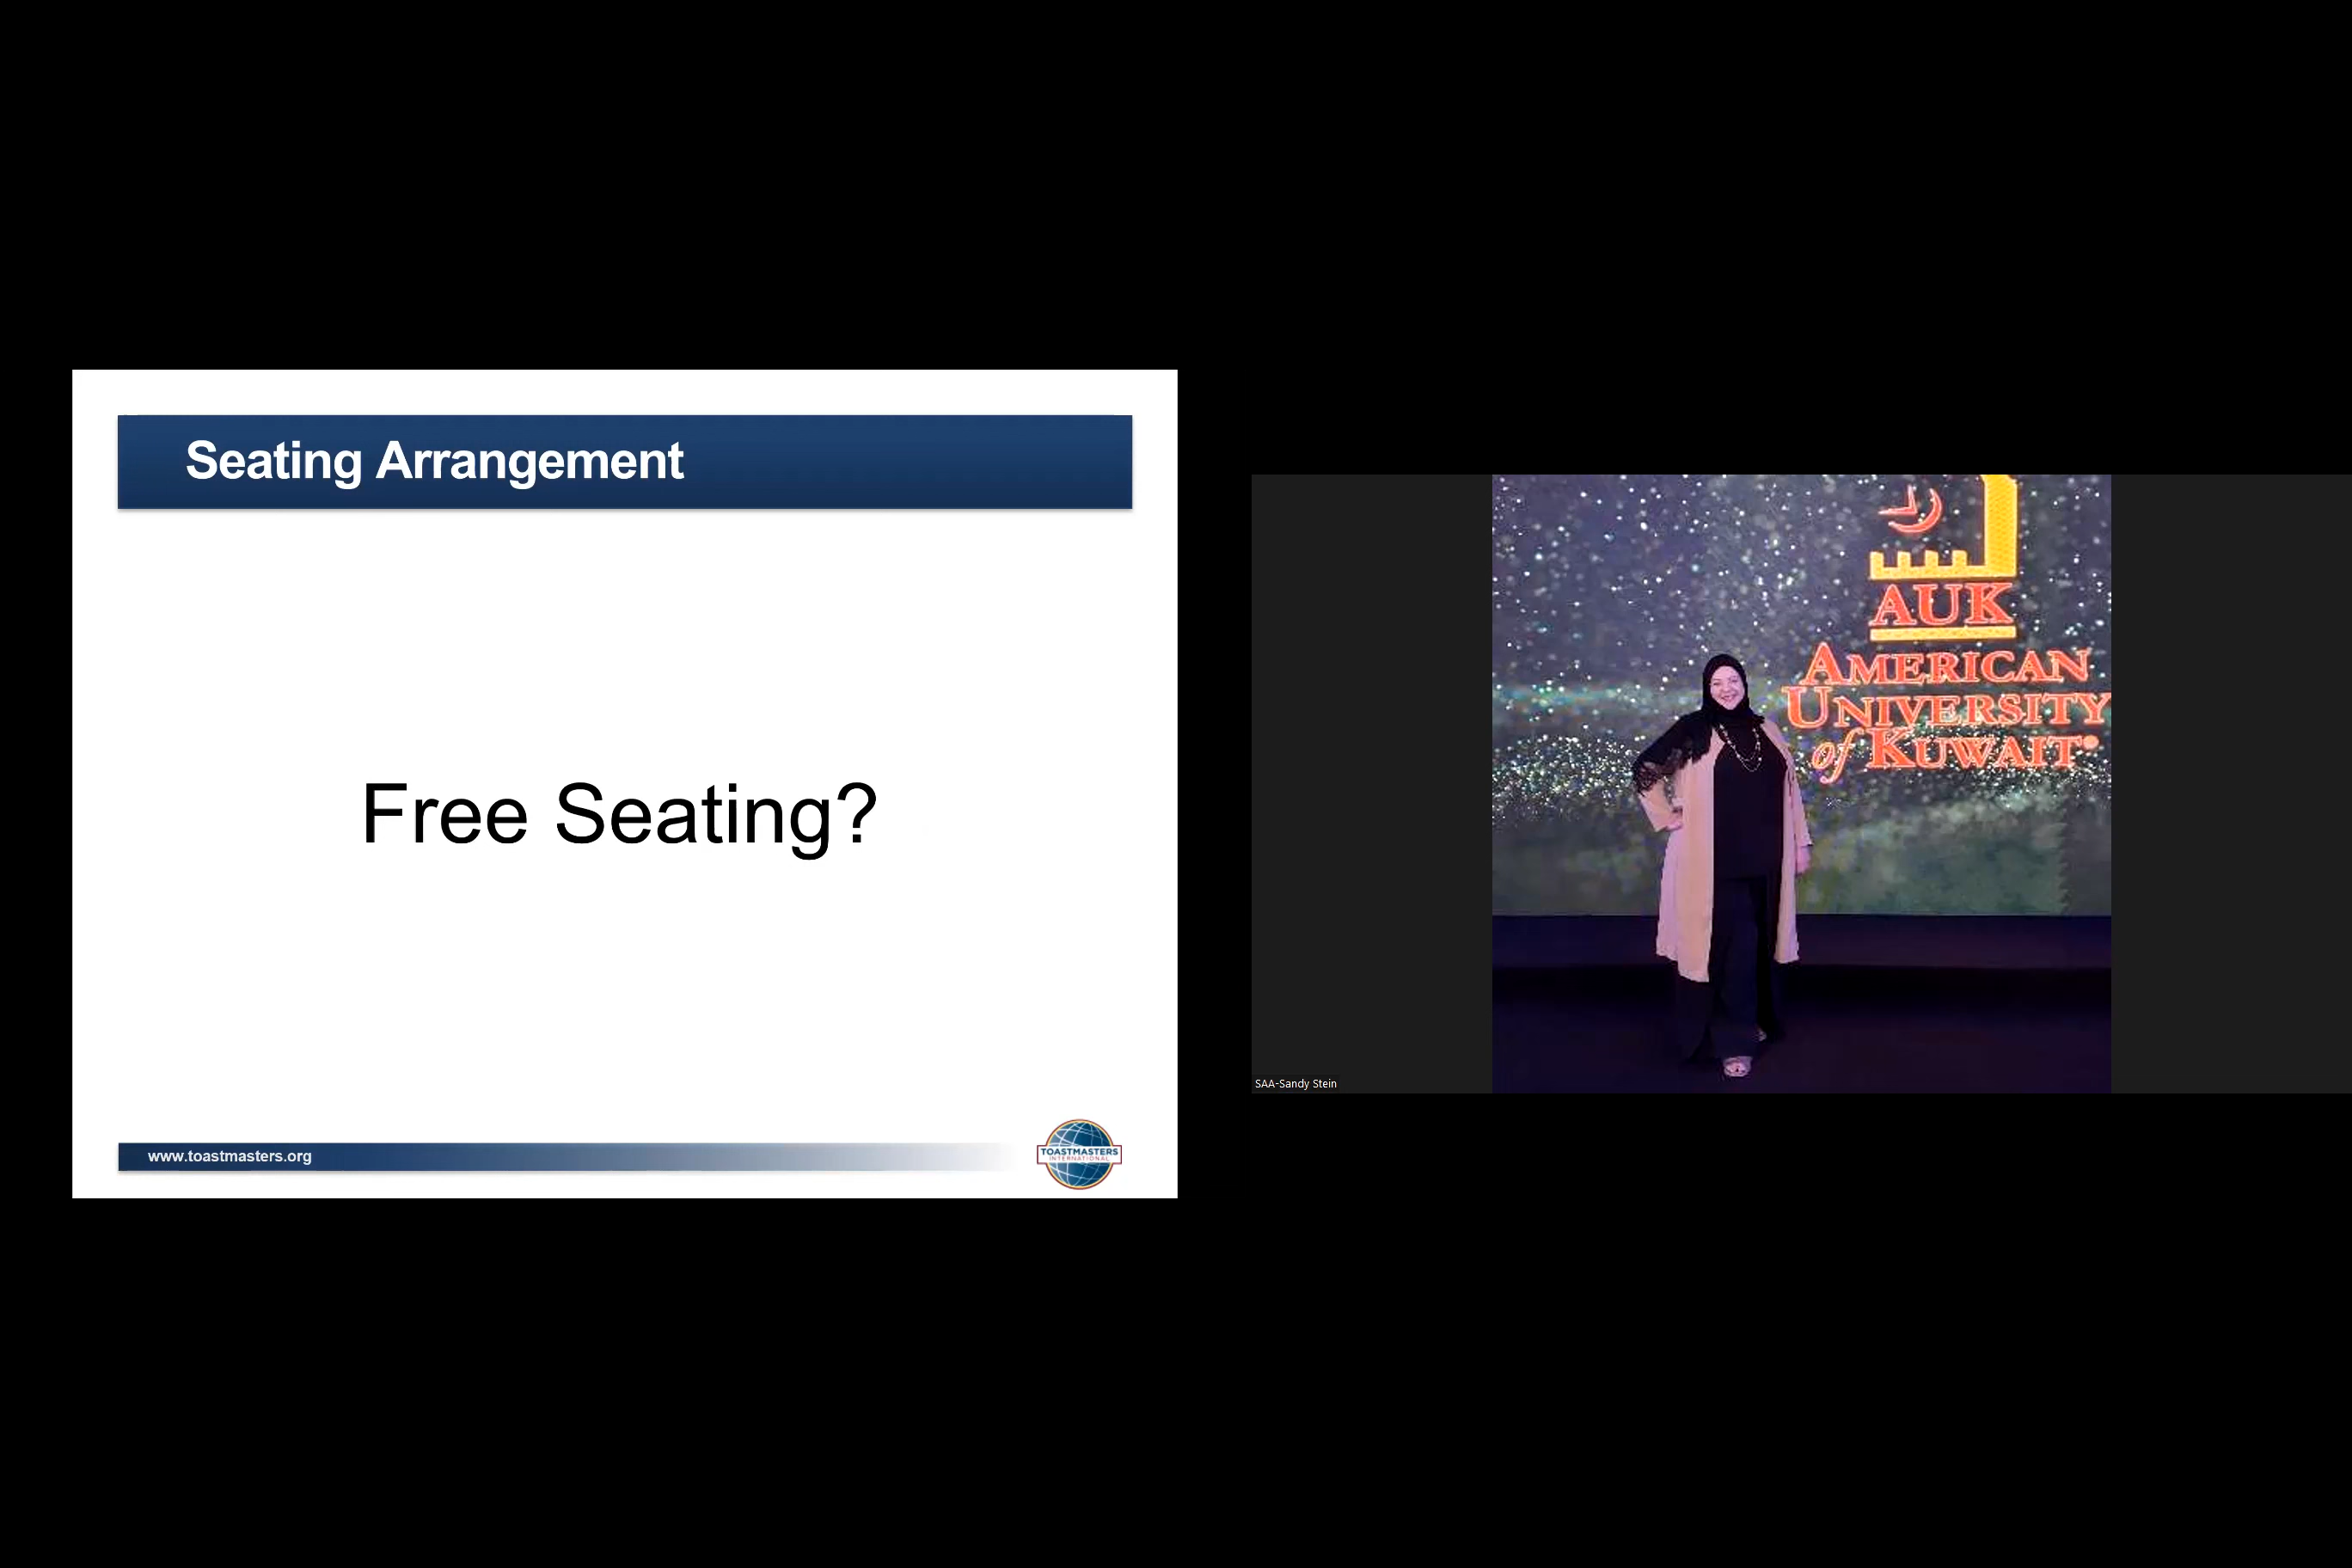 Seating Arrangement
Free Seating?
www.toastmasters.org
TOASTMASTERS
INTERNATIONAL
AUK
AMERICAN
UNIVERSITY
of KUWAIT
SAA-Sandy Stein